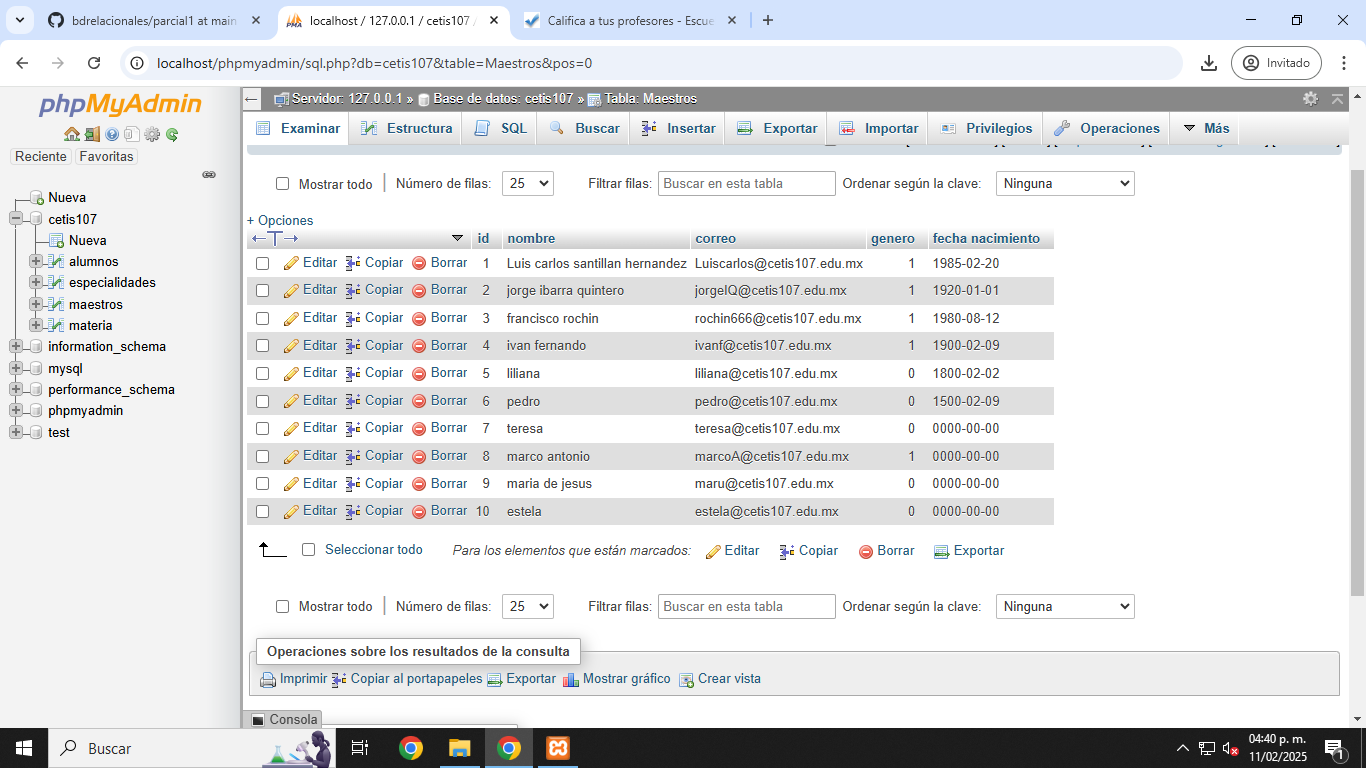 bdrelacionales/parcial1 at main
localhost / 127.0.0.1 / cetis107 /
Califica a tus profesores - Escue
localhost/phpmyadmin/sql.php?db=cetis107&table=Maestros&pos=0
Invitado
phpMyAdmin
Reciente Favoritas
Nueva
cetis107
Nueva
alumnos
especialidades
maestros
materia
information_schema
mysql
performance_schema
phpmyadmin
test
Servidor: 127.0.0.1 » Base de datos: cetis107 » Tabla: Maestros
Examinar Estructura SQL Buscar Insertar Exportar Importar Privilegios Operaciones Más
Mostrar todo Número de filas: 25 Filtrar filas: Buscar en esta tabla Ordenar según la clave: Ninguna
+ Opciones
id nombre correo genero fecha nacimiento
Editar Copiar Borrar 1 Luis carlos santillan hernandez Luiscarlos@cetis107.edu.mx 1 1985-02-20
Editar Copiar Borrar 2 jorge ibarra quintero jorgeIQ@cetis107.edu.mx 1 1920-01-01
Editar Copiar Borrar 3 francisco rochin rochin666@cetis107.edu.mx 1 1980-08-12
Editar Copiar Borrar 4 ivan fernando ivanf@cetis107.edu.mx 1 1900-02-09
Editar Copiar Borrar 5 liliana liliana@cetis107.edu.mx 0 1800-02-02
Editar Copiar Borrar 6 pedro pedro@cetis107.edu.mx 0 1500-02-09
Editar Copiar Borrar 7 teresa teresa@cetis107.edu.mx 0 0000-00-00
Editar Copiar Borrar 8 marco antonio marcoA@cetis107.edu.mx 1 0000-00-00
Editar Copiar Borrar 9 maria de jesus maru@cetis107.edu.mx 0 0000-00-00
Editar Copiar Borrar 10 estela estela@cetis107.edu.mx 0 0000-00-00
Seleccionar todo Para los elementos que están marcados: Editar Copiar Borrar Exportar
Mostrar todo Número de filas: 25 Filtrar filas: Buscar en esta tabla Ordenar según la clave: Ninguna
Operaciones sobre los resultados de la consulta
Imprimir Copiar al portapapeles Exportar Mostrar gráfico Crear vista
Consola
Buscar
04:40 p. m.
11/02/2025
1